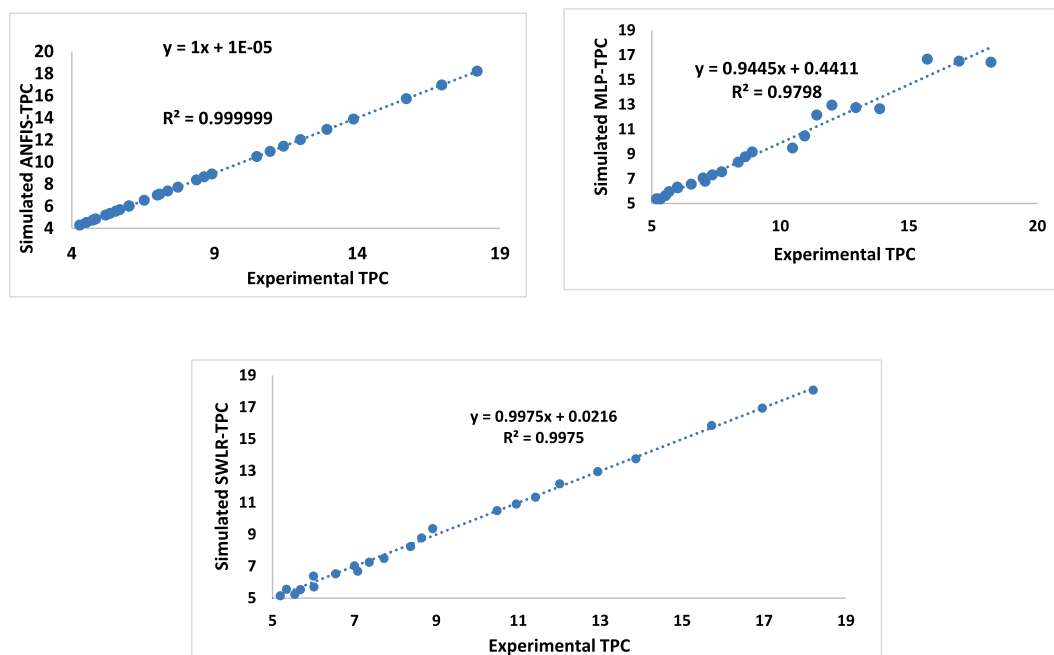 y = 1x + 1E-05
R² = 0.999999
Simulated ANFIS-TPC
20
18
16
14
12
10
8
6
4
4 9 14 19
Experimental TPC
y = 0.9445x + 0.4411
R² = 0.9798
Simulated MLP-TPC
19
17
15
13
11
9
7
5
5 10 15 20
Experimental TPC
y = 0.9975x + 0.0216
R² = 0.9975
Simulated SWLR-TPC
19
17
15
13
11
9
7
5
5 7 9 11 13 15 17 19
Experimental TPC